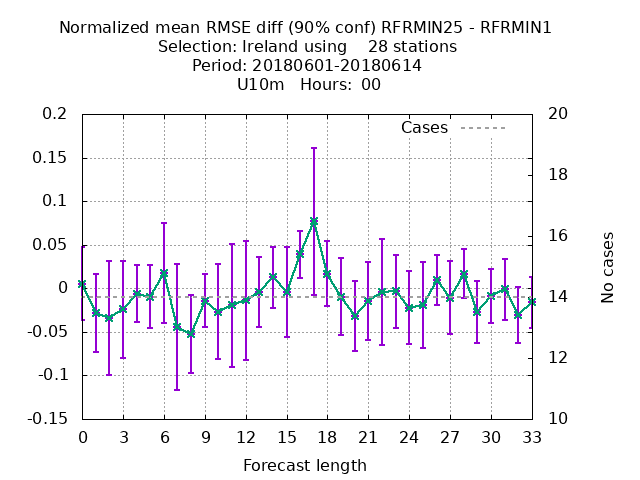 Normalized mean RMSE diff (90% conf) RFRMIN25 - RFRMIN1
Selection: Ireland using    28 stations
Period: 20180601-20180614
U10m   Hours:  00
Cases
0.2
0.15
0.1
0.05
0
-0.05
-0.1
-0.15
20
18
16
14
12
10
No cases
0 3 6 9 12 15 18 21 24 27 30 33
Forecast length